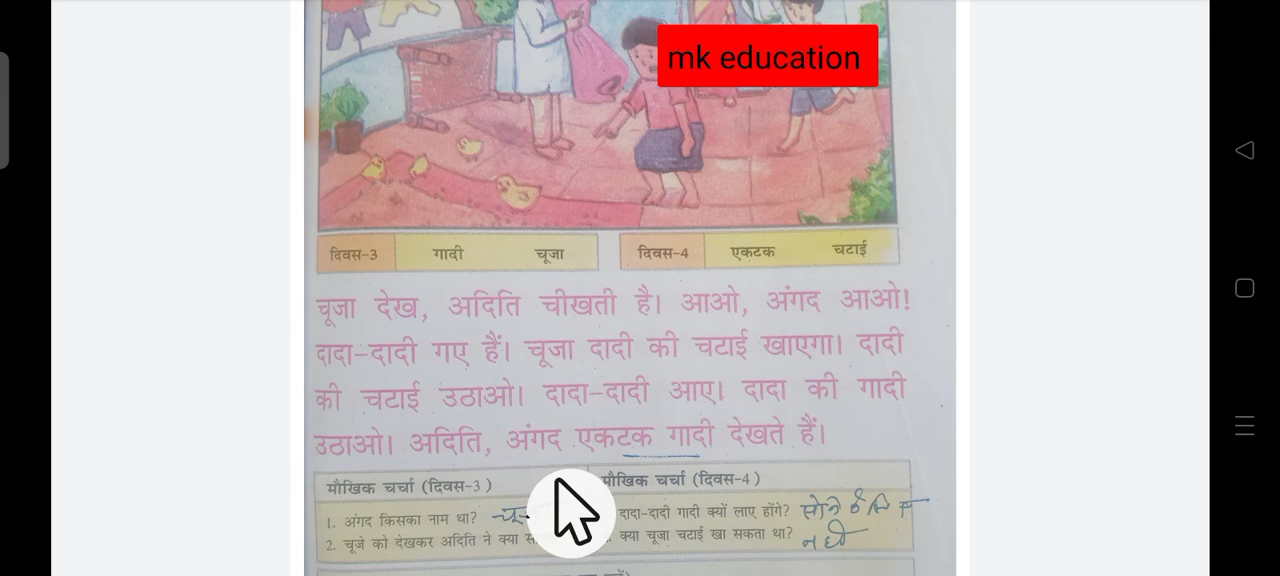 mk education
दिवस-3 गादी चूजा दिवस-4 एकटक चटाई
चूजा देख, अदिति चीखती है। आओ, अंगद आओ!
दादा-दादी गए हैं। चूजा दादी की चटाई खाएगा। दादी
की चटाई उठाओ। दादा-दादी आए। दादा की गादी
उठाओ। अदिति, अंगद एकटक गादी देखते हैं।
मौखिक चर्चा (दिवस-3) मौखिक चर्चा (दिवस-4)
1. अंगद किसका नाम था? दादा-दादी गादी क्यों लाए होंगे?
2. चूजे को देखकर अदिति ने क्या क्या चूजा चटाई खा सकता था? नही